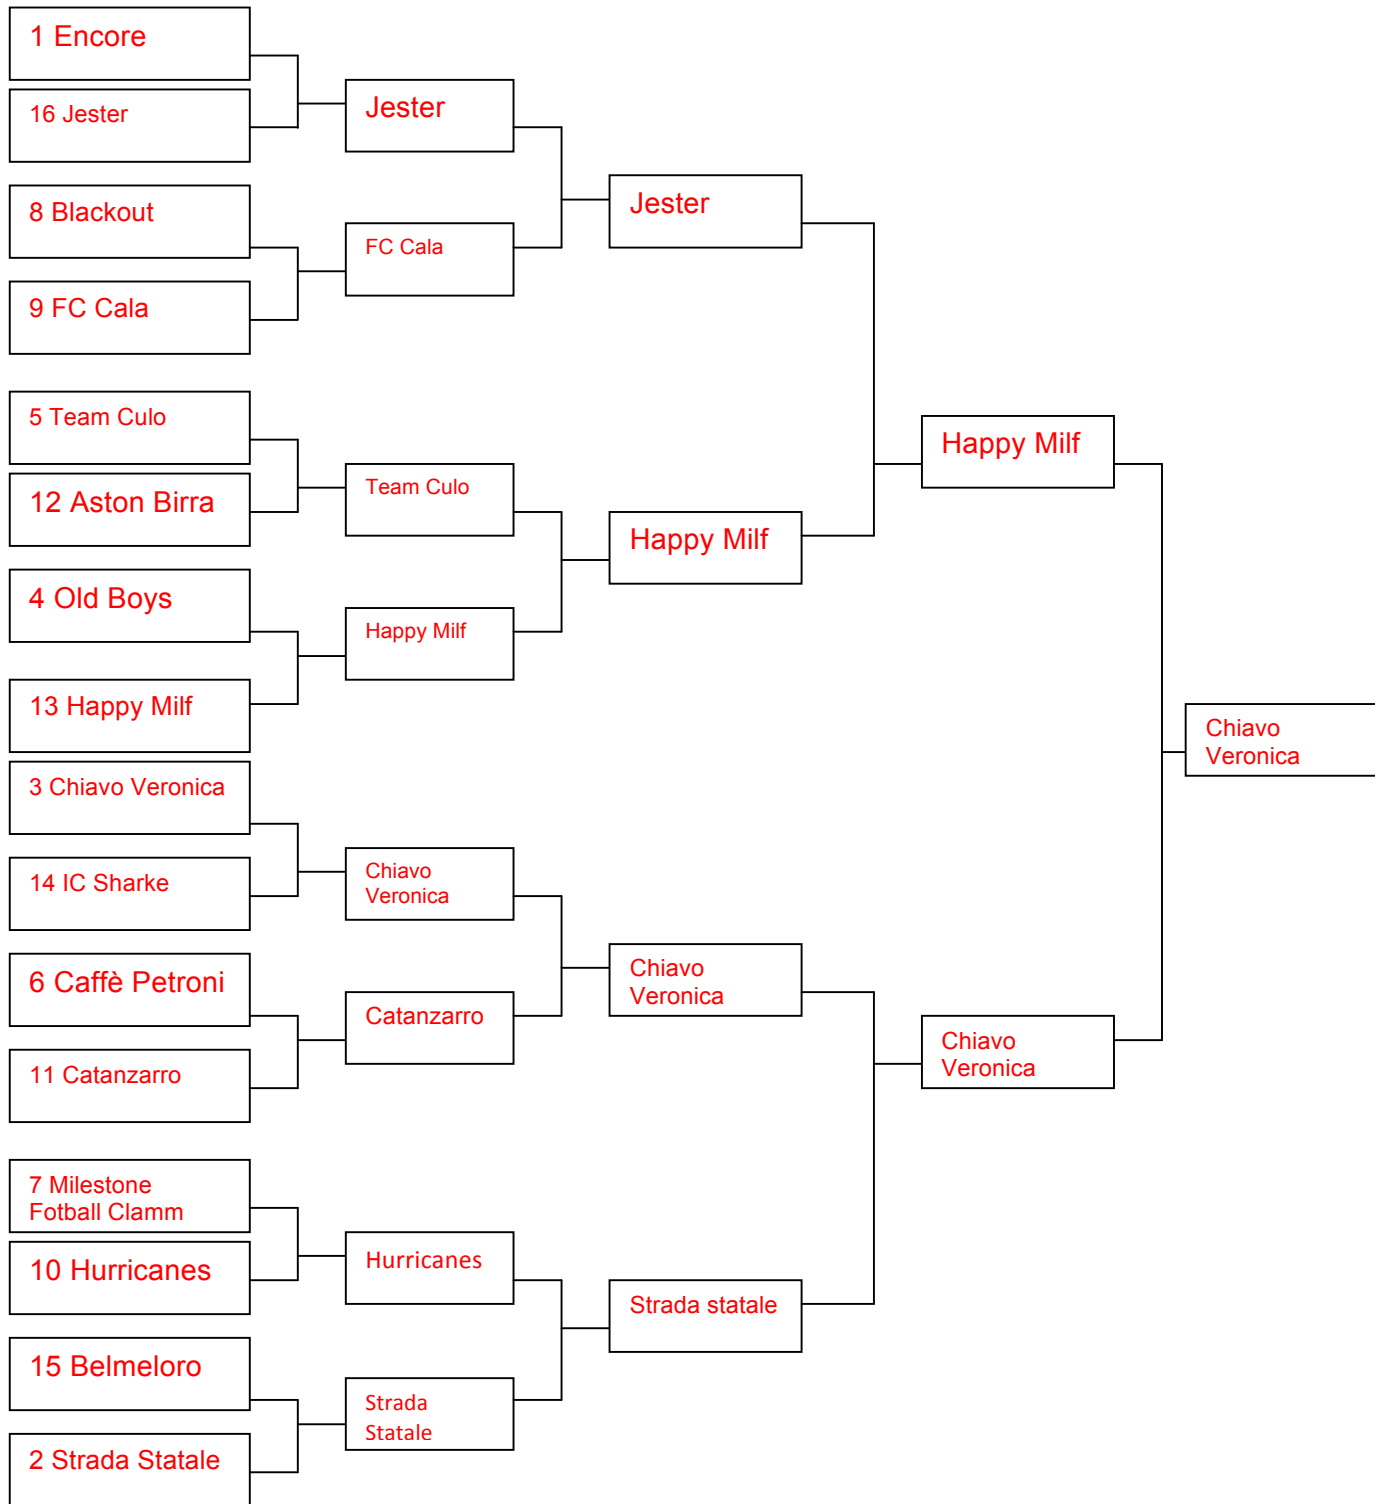 1 Encore
16 Jester
8 Blackout
9 FC Cala
5 Team Culo
12 Aston Birra
4 Old Boys
13 Happy Milf
3 Chiavo Veronica
14 IC Sharke
6 Caffè Petroni
11 Catanzarro
7 Milestone
Fotball Clamm
10 Hurricanes
15 Belmeloro
2 Strada Statale
Jester
FC Cala
Team Culo
Happy Milf
Chiavo
Veronica
Catanzarro
Hurricanes
Strada
Statale
Jester
Happy Milf
Chiavo
Veronica
Strada statale
Happy Milf
Chiavo
Veronica
Chiavo
Veronica